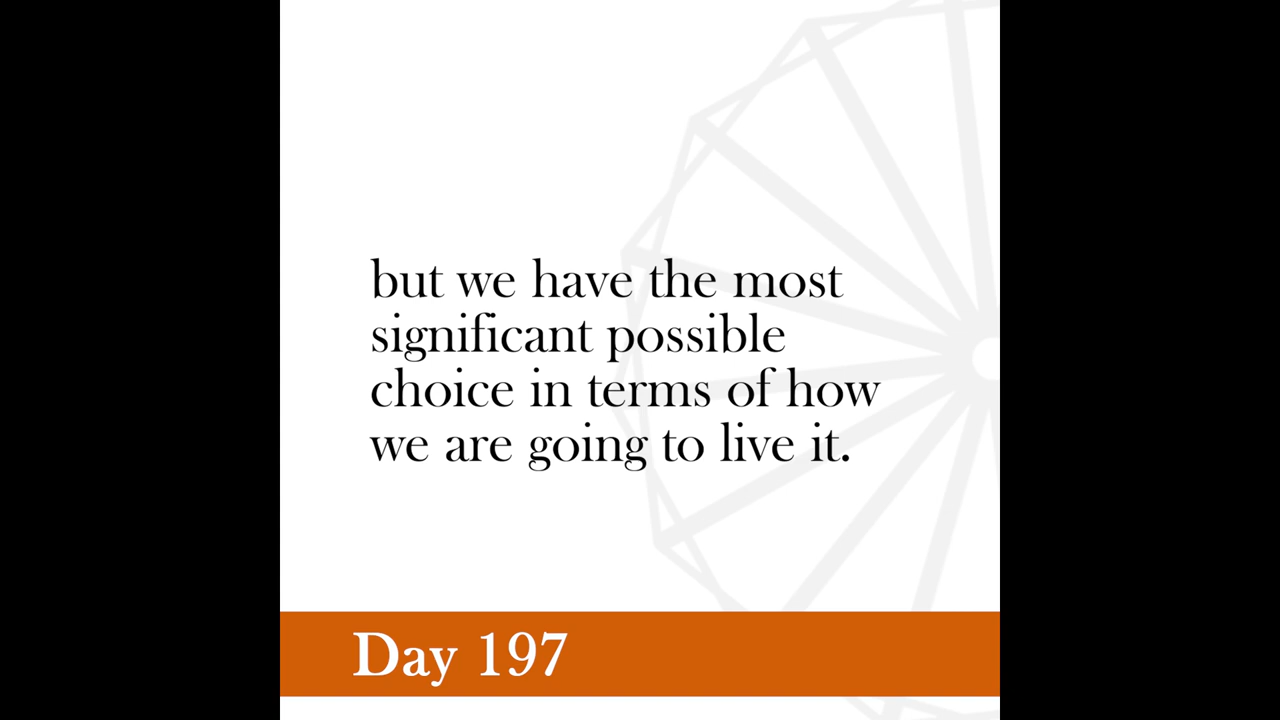 but we have the most
significant possible
choice in terms of how
we are going to live it.
Day 197